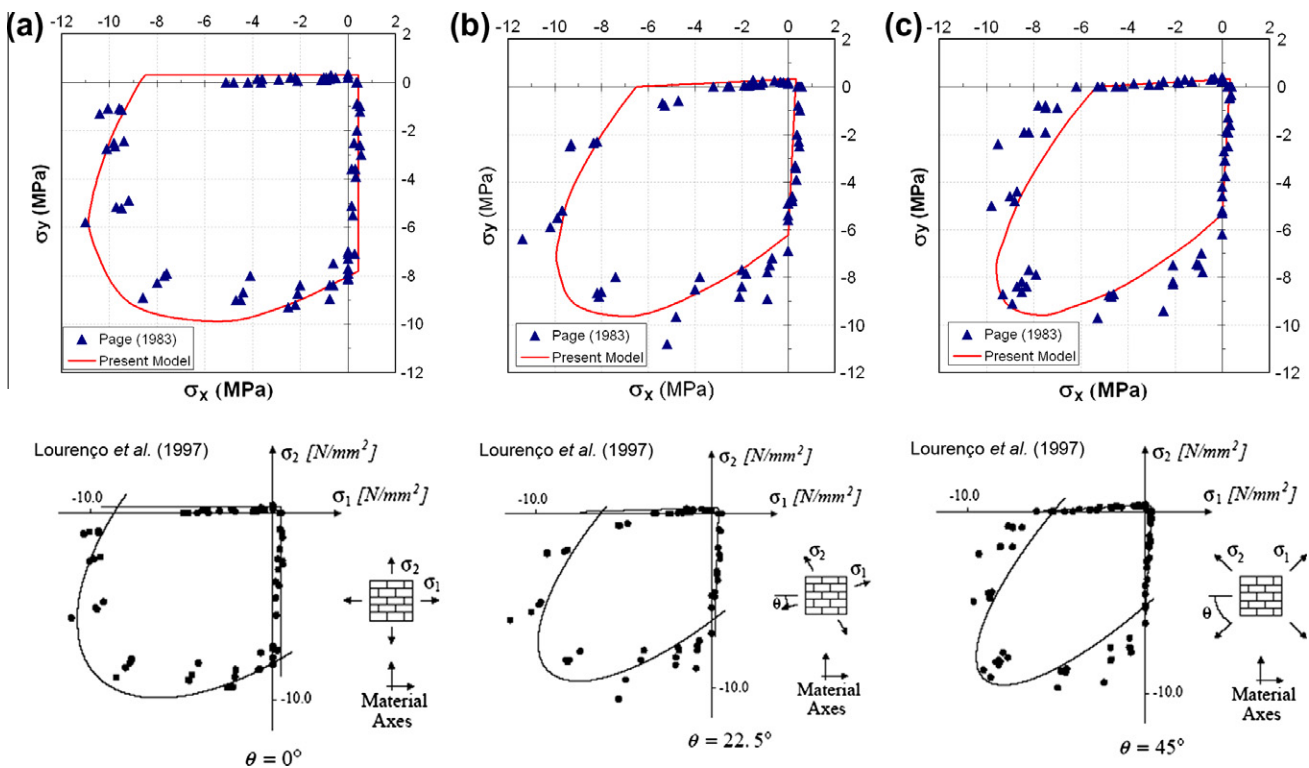 (a)
-12 -10 -8 -6 -4 -2 0 2
2
0
-2
-4
-6
-8
-10
-12
σy (MPa)
Page (1983)
Present Model
σx (MPa)
(b)
-12 -10 -8 -6 -4 -2 0 2
2
0
-2
-4
-6
-8
-10
-12
σy (MPa)
Page (1983)
Present Model
σx (MPa)
(c)
-12 -10 -8 -6 -4 -2 0 2
2
0
-2
-4
-6
-8
-10
-12
σy (MPa)
Page (1983)
Present Model
σx (MPa)
Lourenço et al. (1997)
σ2 [N/mm²]
-10.0
σ1 [N/mm²]
σ2
σ1
-10.0
Material
Axes
θ = 0°
Lourenço et al. (1997)
σ2 [N/mm²]
-10.0
σ1 [N/mm²]
σ2
σ1
θ
-10.0
Material
Axes
θ = 22.5°
Lourenço et al. (1997)
σ2 [N/mm²]
-10.0
σ1 [N/mm²]
σ2
σ1
θ
-10.0
Material
Axes
θ = 45°